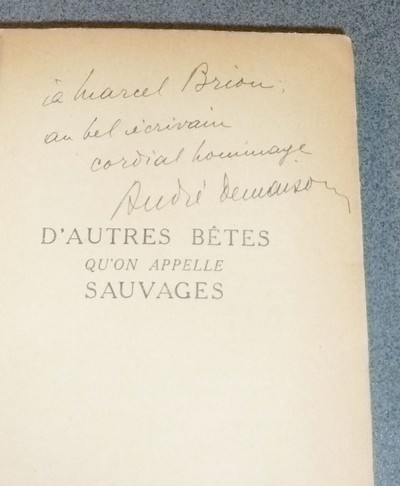 à Marcel Brion,
au bel écrivain
cordial hommage
André Demaison
D'AUTRES BÊTES
QU'ON APPELLE
SAUVAGES